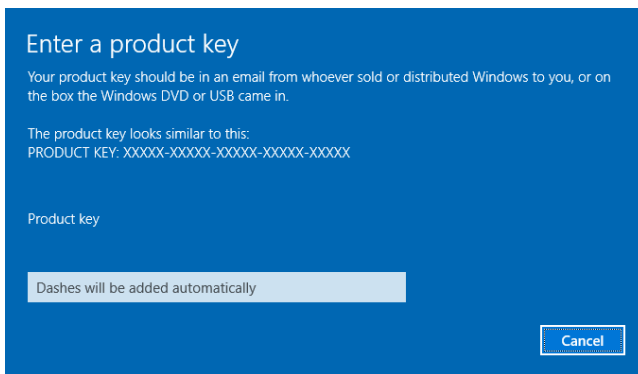 Enter a product key
Your product key should be in an email from whoever sold or distributed Windows to you, or on
the box the Windows DVD or USB came in.
The product key looks similar to this:
PRODUCT KEY: XXXXX-XXXXX-XXXXX-XXXXX-XXXXX
Product key
Dashes will be added automatically
Cancel